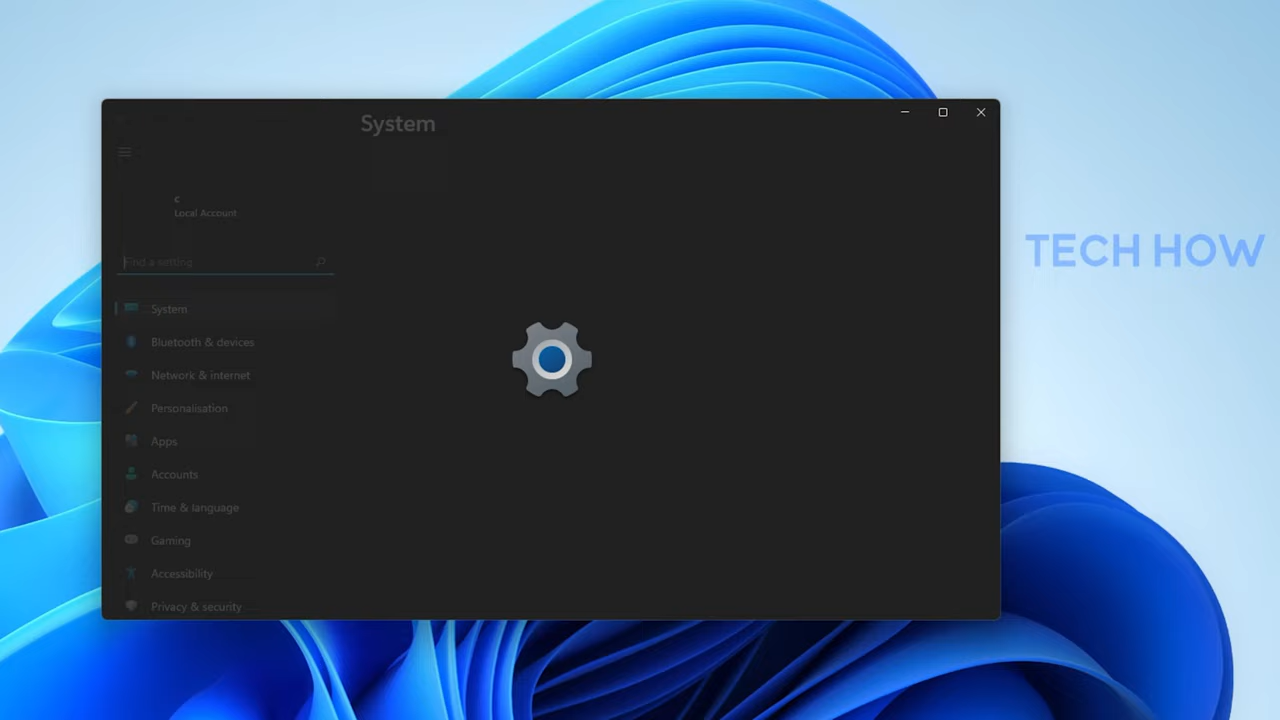 System
c
Local Account
Find a setting
System
Bluetooth & devices
Network & internet
Personalisation
Apps
Accounts
Time & language
Gaming
Accessibility
Privacy & security
TECH HOW